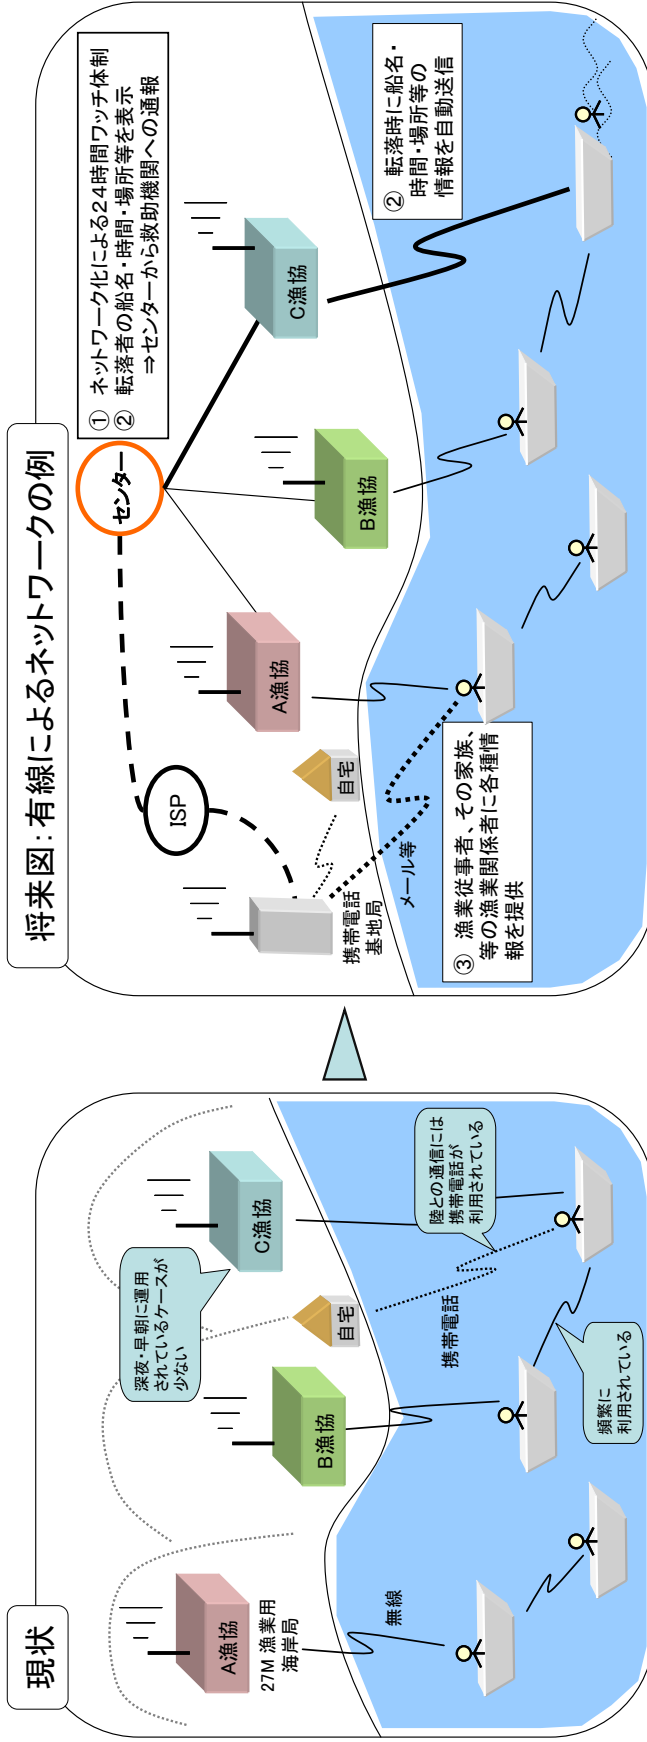 現状
深夜・早朝に運用
されているケースが
少ない
A漁協
27M 漁業用
海岸局
B漁協
自宅
C漁協
無線
携帯電話
陸との通信には
携帯電話が
利用されている
頻繁に
利用されている
将来図：有線によるネットワークの例
センター
① ネットワーク化による24時間ワッチ体制
② 転落者の船名・時間・場所等を表示
⇒センターから救助機関への通報
ISP
携帯電話
基地局
自宅
A漁協
B漁協
C漁協
メール等
② 転落時に船名・
時間・場所等の
情報を自動送信
③ 漁業従事者、その家族、
等の漁業関係者に各種情
報を提供